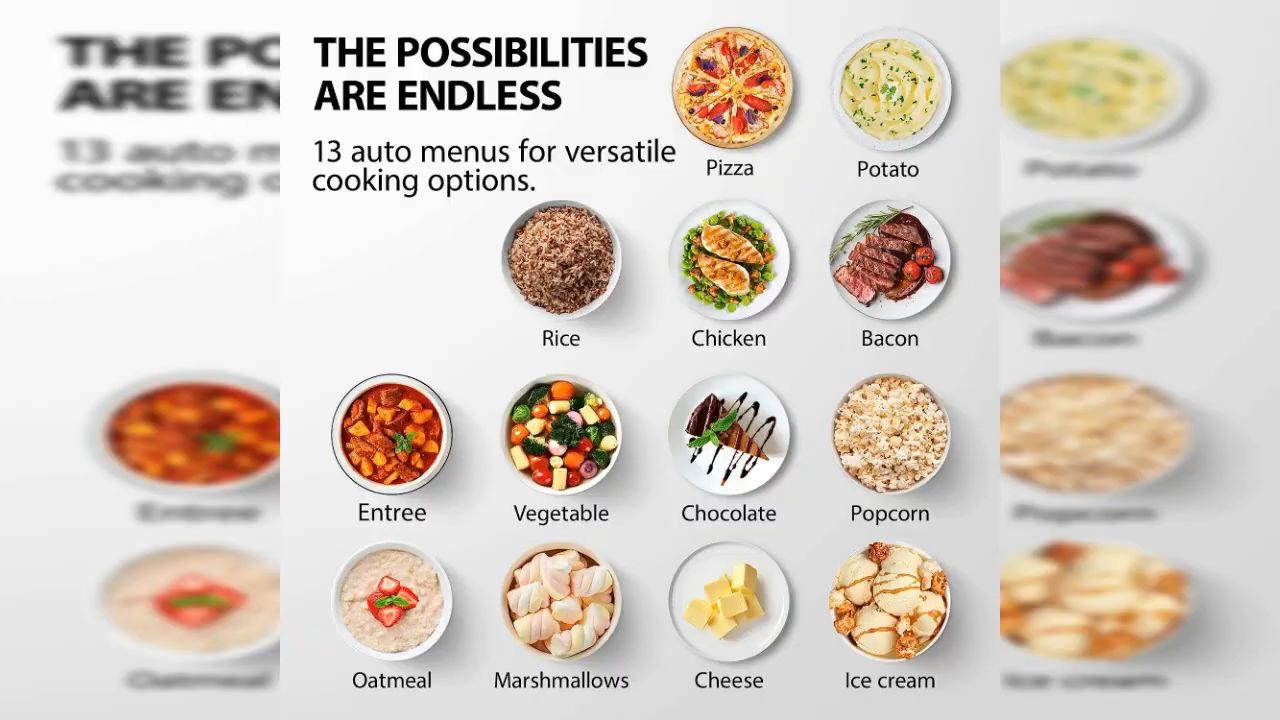 THE POSSIBILITIES
ARE ENDLESS
13 auto menus for versatile
cooking options.
Pizza
Potato
Rice
Chicken
Bacon
Entree
Vegetable
Chocolate
Popcorn
Oatmeal
Marshmallows
Cheese
Ice cream